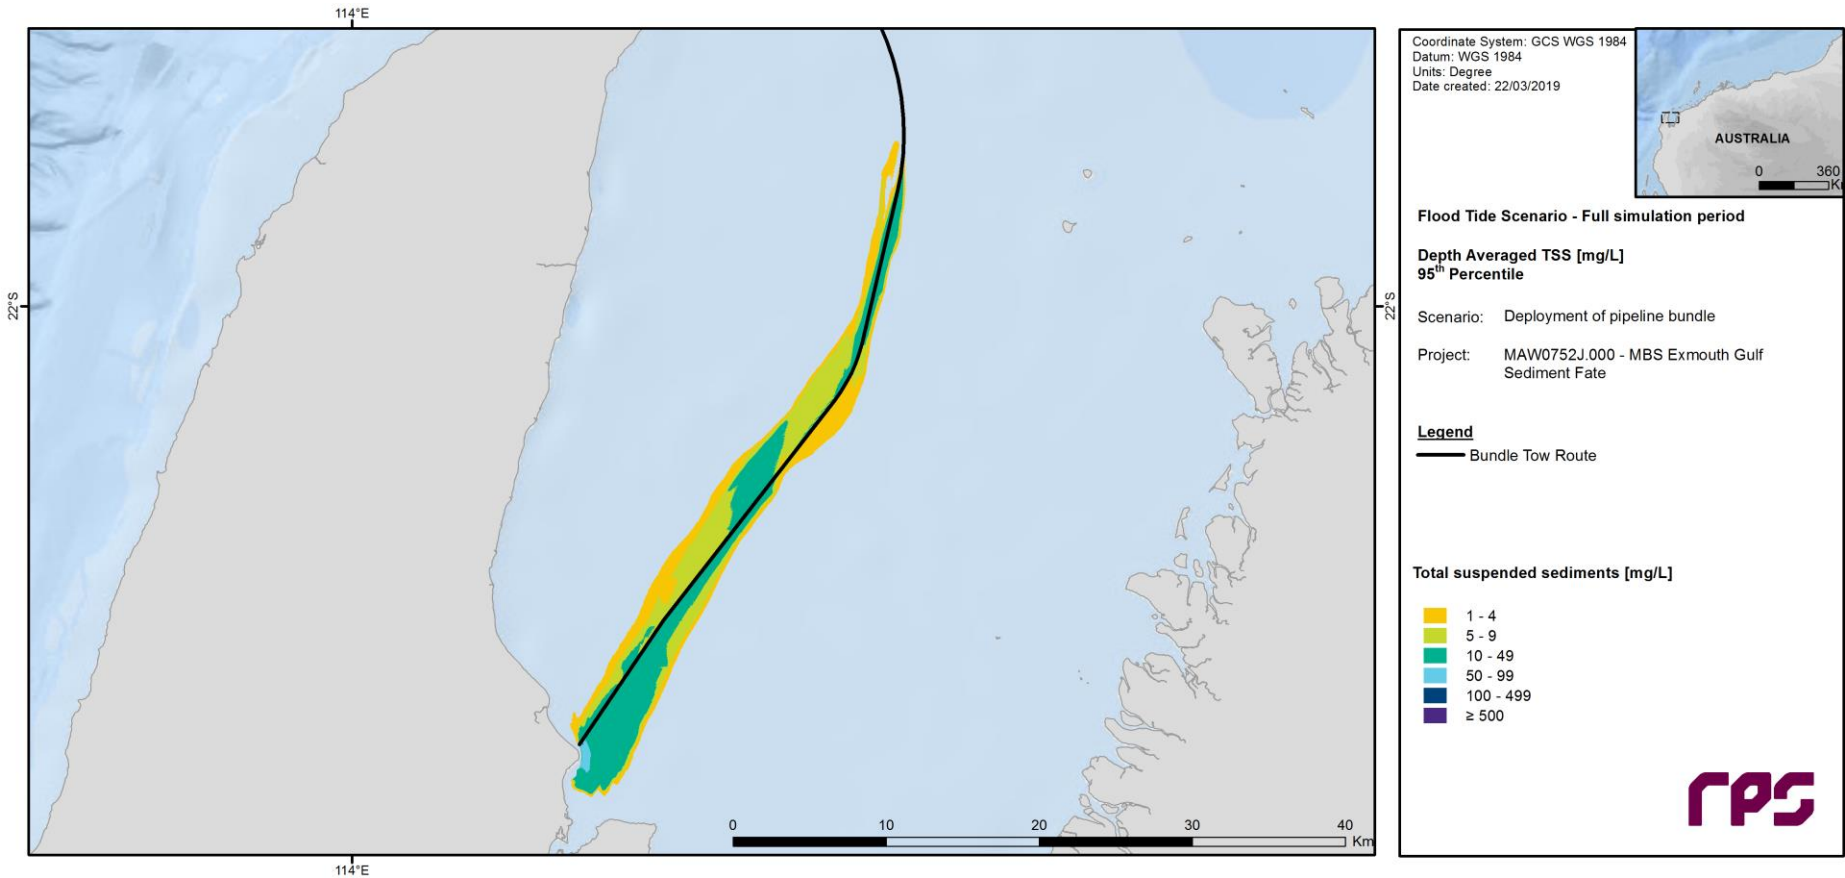 114°E
22°S
22°S
114°E
0 10 20 30 40
Km
Coordinate System: GCS WGS 1984
Datum: WGS 1984
Units: Degree
Date created: 22/03/2019
AUSTRALIA
0 360
Flood Tide Scenario - Full simulation period
Depth Averaged TSS [mg/L]
95th Percentile
Scenario: Deployment of pipeline bundle
Project: MAW0752J.000 - MBS Exmouth Gulf
Sediment Fate
Legend
Bundle Tow Route
Total suspended sediments [mg/L]
1 - 4
5 - 9
10 - 49
50 - 99
100 - 499
≥ 500
rps